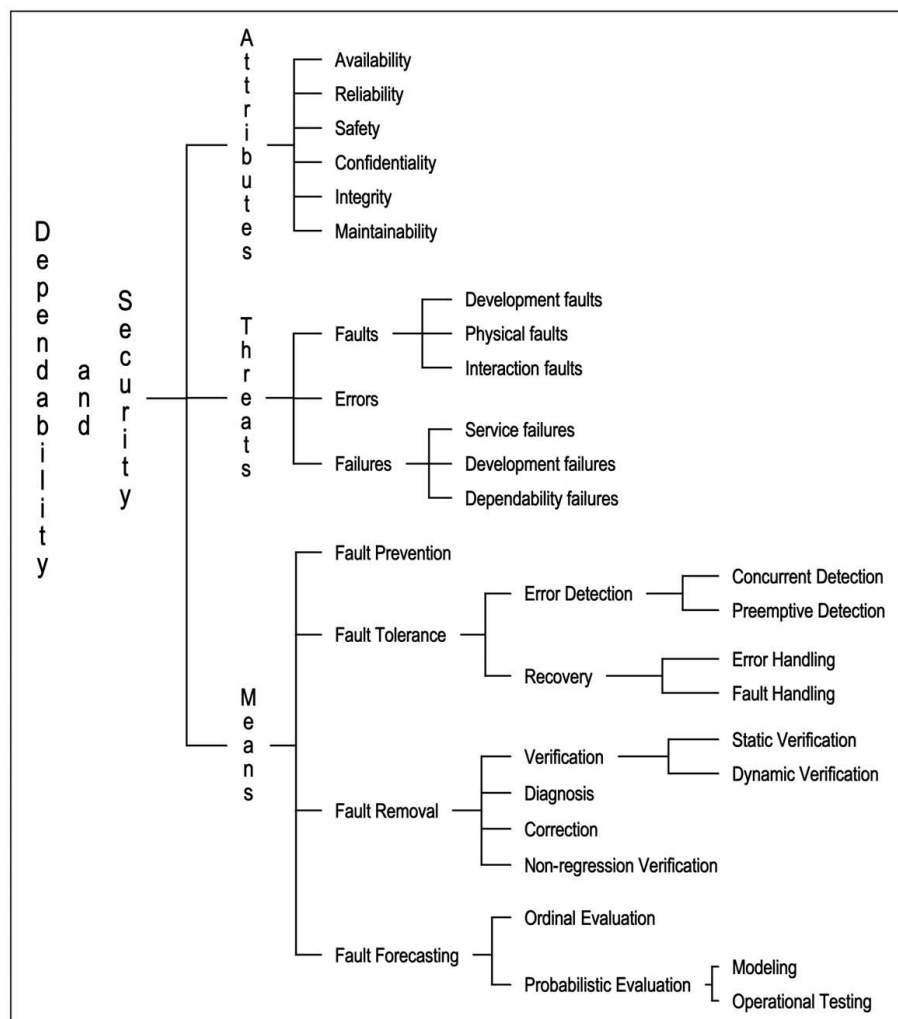 Dependability
and
Security
Attributes
Availability
Reliability
Safety
Confidentiality
Integrity
Maintainability
Threats
Faults
Development faults
Physical faults
Interaction faults
Errors
Failures
Service failures
Development failures
Dependability failures
Means
Fault Prevention
Fault Tolerance
Error Detection
Concurrent Detection
Preemptive Detection
Recovery
Error Handling
Fault Handling
Fault Removal
Verification
Static Verification
Dynamic Verification
Diagnosis
Correction
Non-regression Verification
Fault Forecasting
Ordinal Evaluation
Probabilistic Evaluation
Modeling
Operational Testing